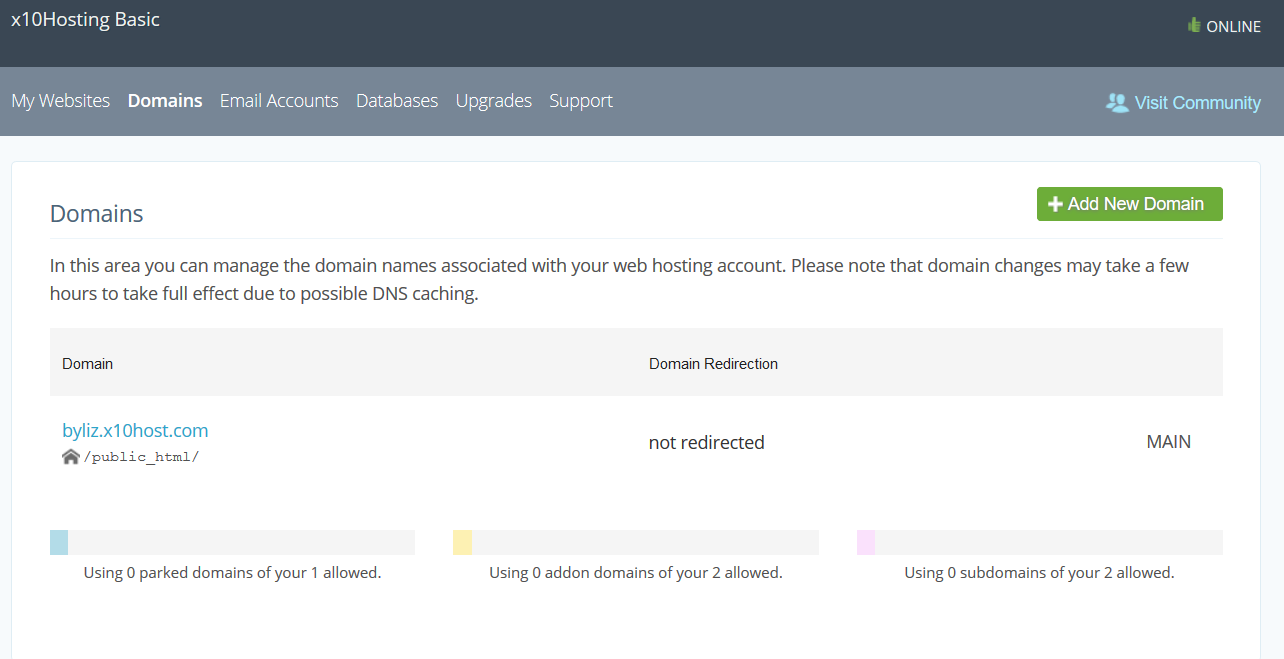 x10Hosting Basic
ONLINE
My Websites Domains Email Accounts Databases Upgrades Support
Visit Community
Domains
Add New Domain
In this area you can manage the domain names associated with your web hosting account. Please note that domain changes may take a few
hours to take full effect due to possible DNS caching.
Domain Domain Redirection
byliz.x10host.com
/public_html/
not redirected
MAIN
Using 0 parked domains of your 1 allowed.
Using 0 addon domains of your 2 allowed.
Using 0 subdomains of your 2 allowed.